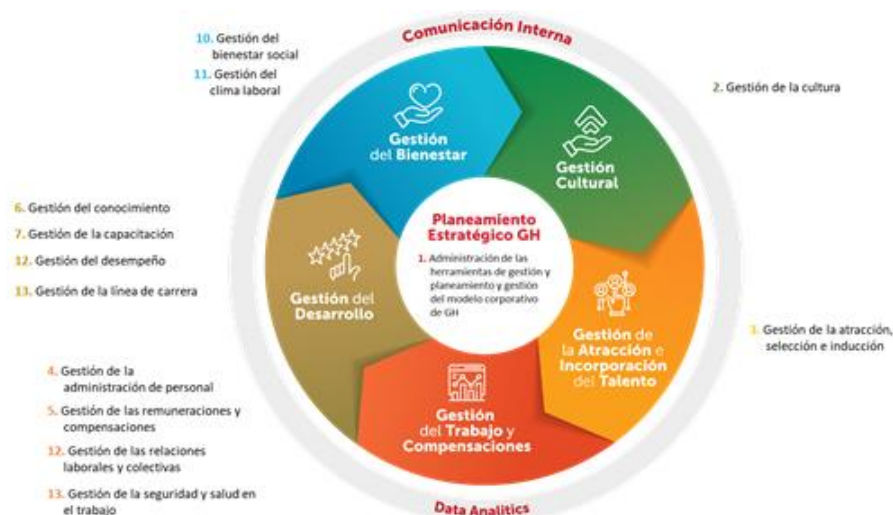 Comunicación Interna
10. Gestión del
bienestar social
11. Gestión del
clima laboral
2. Gestión de la cultura
Gestión
del Bienestar
Gestión
Cultural
6. Gestión del conocimiento
7. Gestión de la capacitación
12. Gestión del desempeño
13. Gestión de la línea de carrera
Gestión del
Desarrollo
Planeamiento
Estratégico GH
1. Administración de las
herramientas de gestión y
planeamiento y gestión
del modelo corporativo
de GH
Gestión de
la Atracción e
Incorporación
del Talento
3. Gestión de la atracción,
selección e inducción
4. Gestión de la
administración de personal
5. Gestión de las remuneraciones y
compensaciones
12. Gestión de las relaciones
laborales y colectivas
13. Gestión de la seguridad y salud en
el trabajo
Gestión
del Trabajo y
Compensaciones
Data Analitics